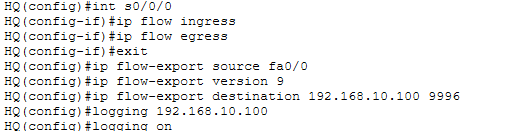 HQ(config)#int s0/0/0
HQ(config-if)#ip flow ingress
HQ(config-if)#ip flow egress
HQ(config-if)#exit
HQ(config)#ip flow-export source fa0/0
HQ(config)#ip flow-export version 9
HQ(config)#ip flow-export destination 192.168.10.100 9996
HQ(config)#logging 192.168.10.100
HQ(config)#logging on